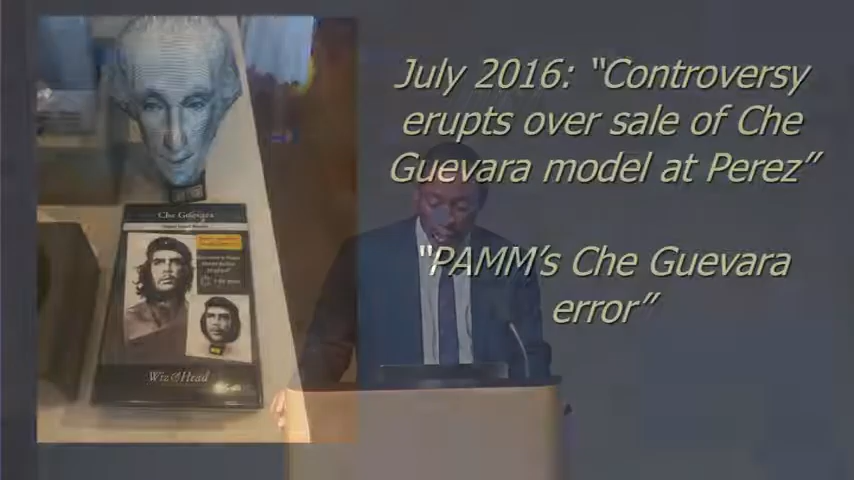 July 2016: “Controversy
erupts over sale of Che
Guevara model at Perez”
“PAMM’s Che Guevara
error”
Che Guevara
Wiz Head